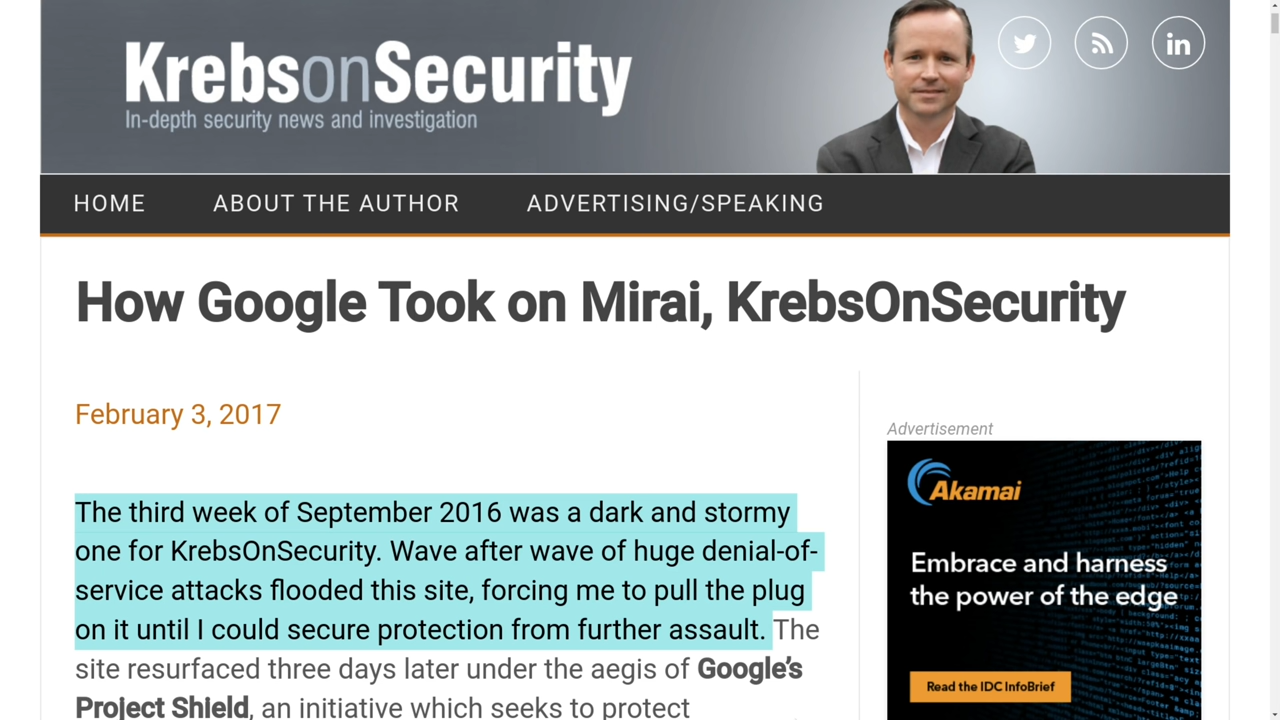 KrebsonSecurity
In-depth security news and investigation
in
HOME
ABOUT THE AUTHOR
ADVERTISING/SPEAKING
How Google Took on Mirai, KrebsOnSecurity
February 3, 2017
The third week of September 2016 was a dark and stormy
one for KrebsOnSecurity. Wave after wave of huge denial-of-
service attacks flooded this site, forcing me to pull the plug
on it until I could secure protection from further assault. The
site resurfaced three days later under the aegis of Google's
Project Shield, an initiative which seeks to protect
Advertisement
Akamai
Embrace and harness
the power of the edge
Read the IDC InfoBrief